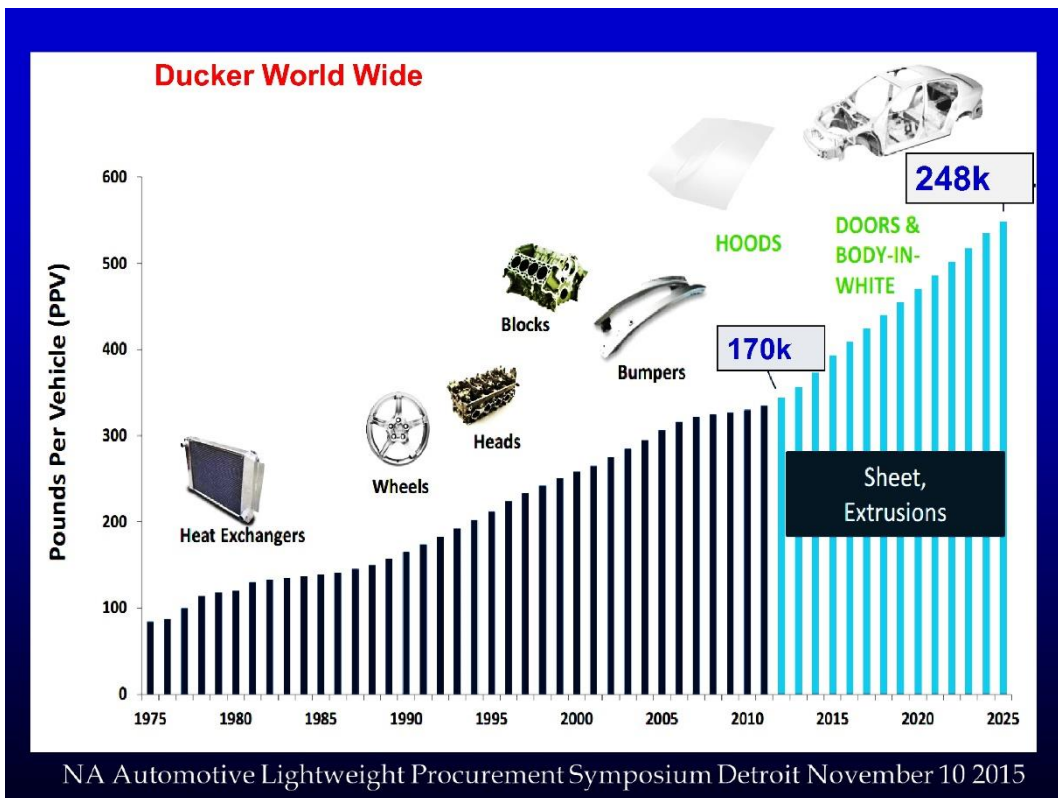 Ducker World Wide
248k
600
500
400
300
200
100
0
Pounds Per Vehicle (PPV)
HOODS
DOORS &
BODY-IN-
WHITE
Blocks
170k
Bumpers
Heads
Wheels
Heat Exchangers
Sheet,
Extrusions
1975 1980 1985 1990 1995 2000 2005 2010 2015 2020 2025
NA Automotive Lightweight Procurement Symposium Detroit November 10 2015